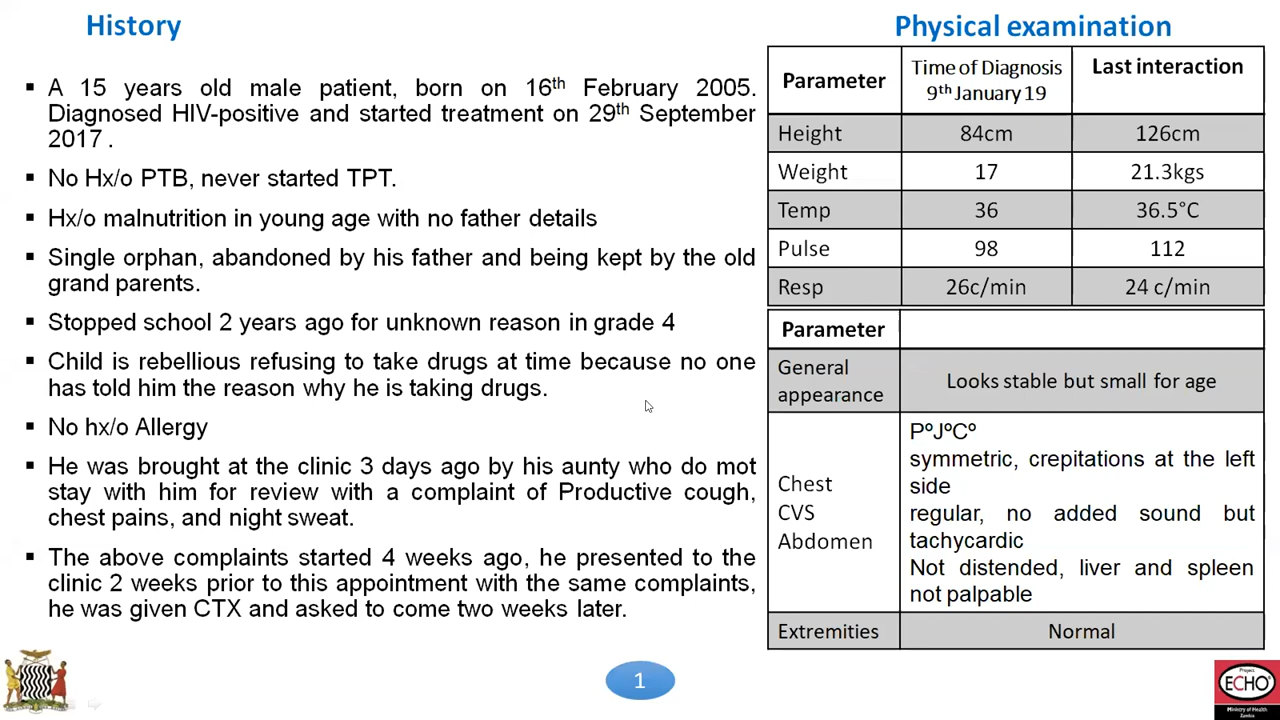 History
▪ A 15 years old male patient, born on 16th February 2005.
Diagnosed HIV-positive and started treatment on 29th September
2017 .
▪ No Hx/o PTB, never started TPT.
▪ Hx/o malnutrition in young age with no father details
▪ Single orphan, abandoned by his father and being kept by the old
grand parents.
▪ Stopped school 2 years ago for unknown reason in grade 4
▪ Child is rebellious refusing to take drugs at time because no one
has told him the reason why he is taking drugs.
▪ No hx/o Allergy
▪ He was brought at the clinic 3 days ago by his aunty who do mot
stay with him for review with a complaint of Productive cough,
chest pains, and night sweat.
▪ The above complaints started 4 weeks ago, he presented to the
clinic 2 weeks prior to this appointment with the same complaints,
he was given CTX and asked to come two weeks later.
Physical examination
Parameter Time of Diagnosis Last interaction
9th January 19
Height 84cm 126cm
Weight 17 21.3kgs
Temp 36 36.5°C
Pulse 98 112
Resp 26c/min 24 c/min
Parameter
General
appearance
Looks stable but small for age
Chest
CVS
Abdomen
PºJºCº
symmetric, crepitations at the left
side
regular, no added sound but
tachycardic
Not distended, liver and spleen
not palpable
Extremities Normal
1
Project
ECHO®
Ministry of Health
Zambia